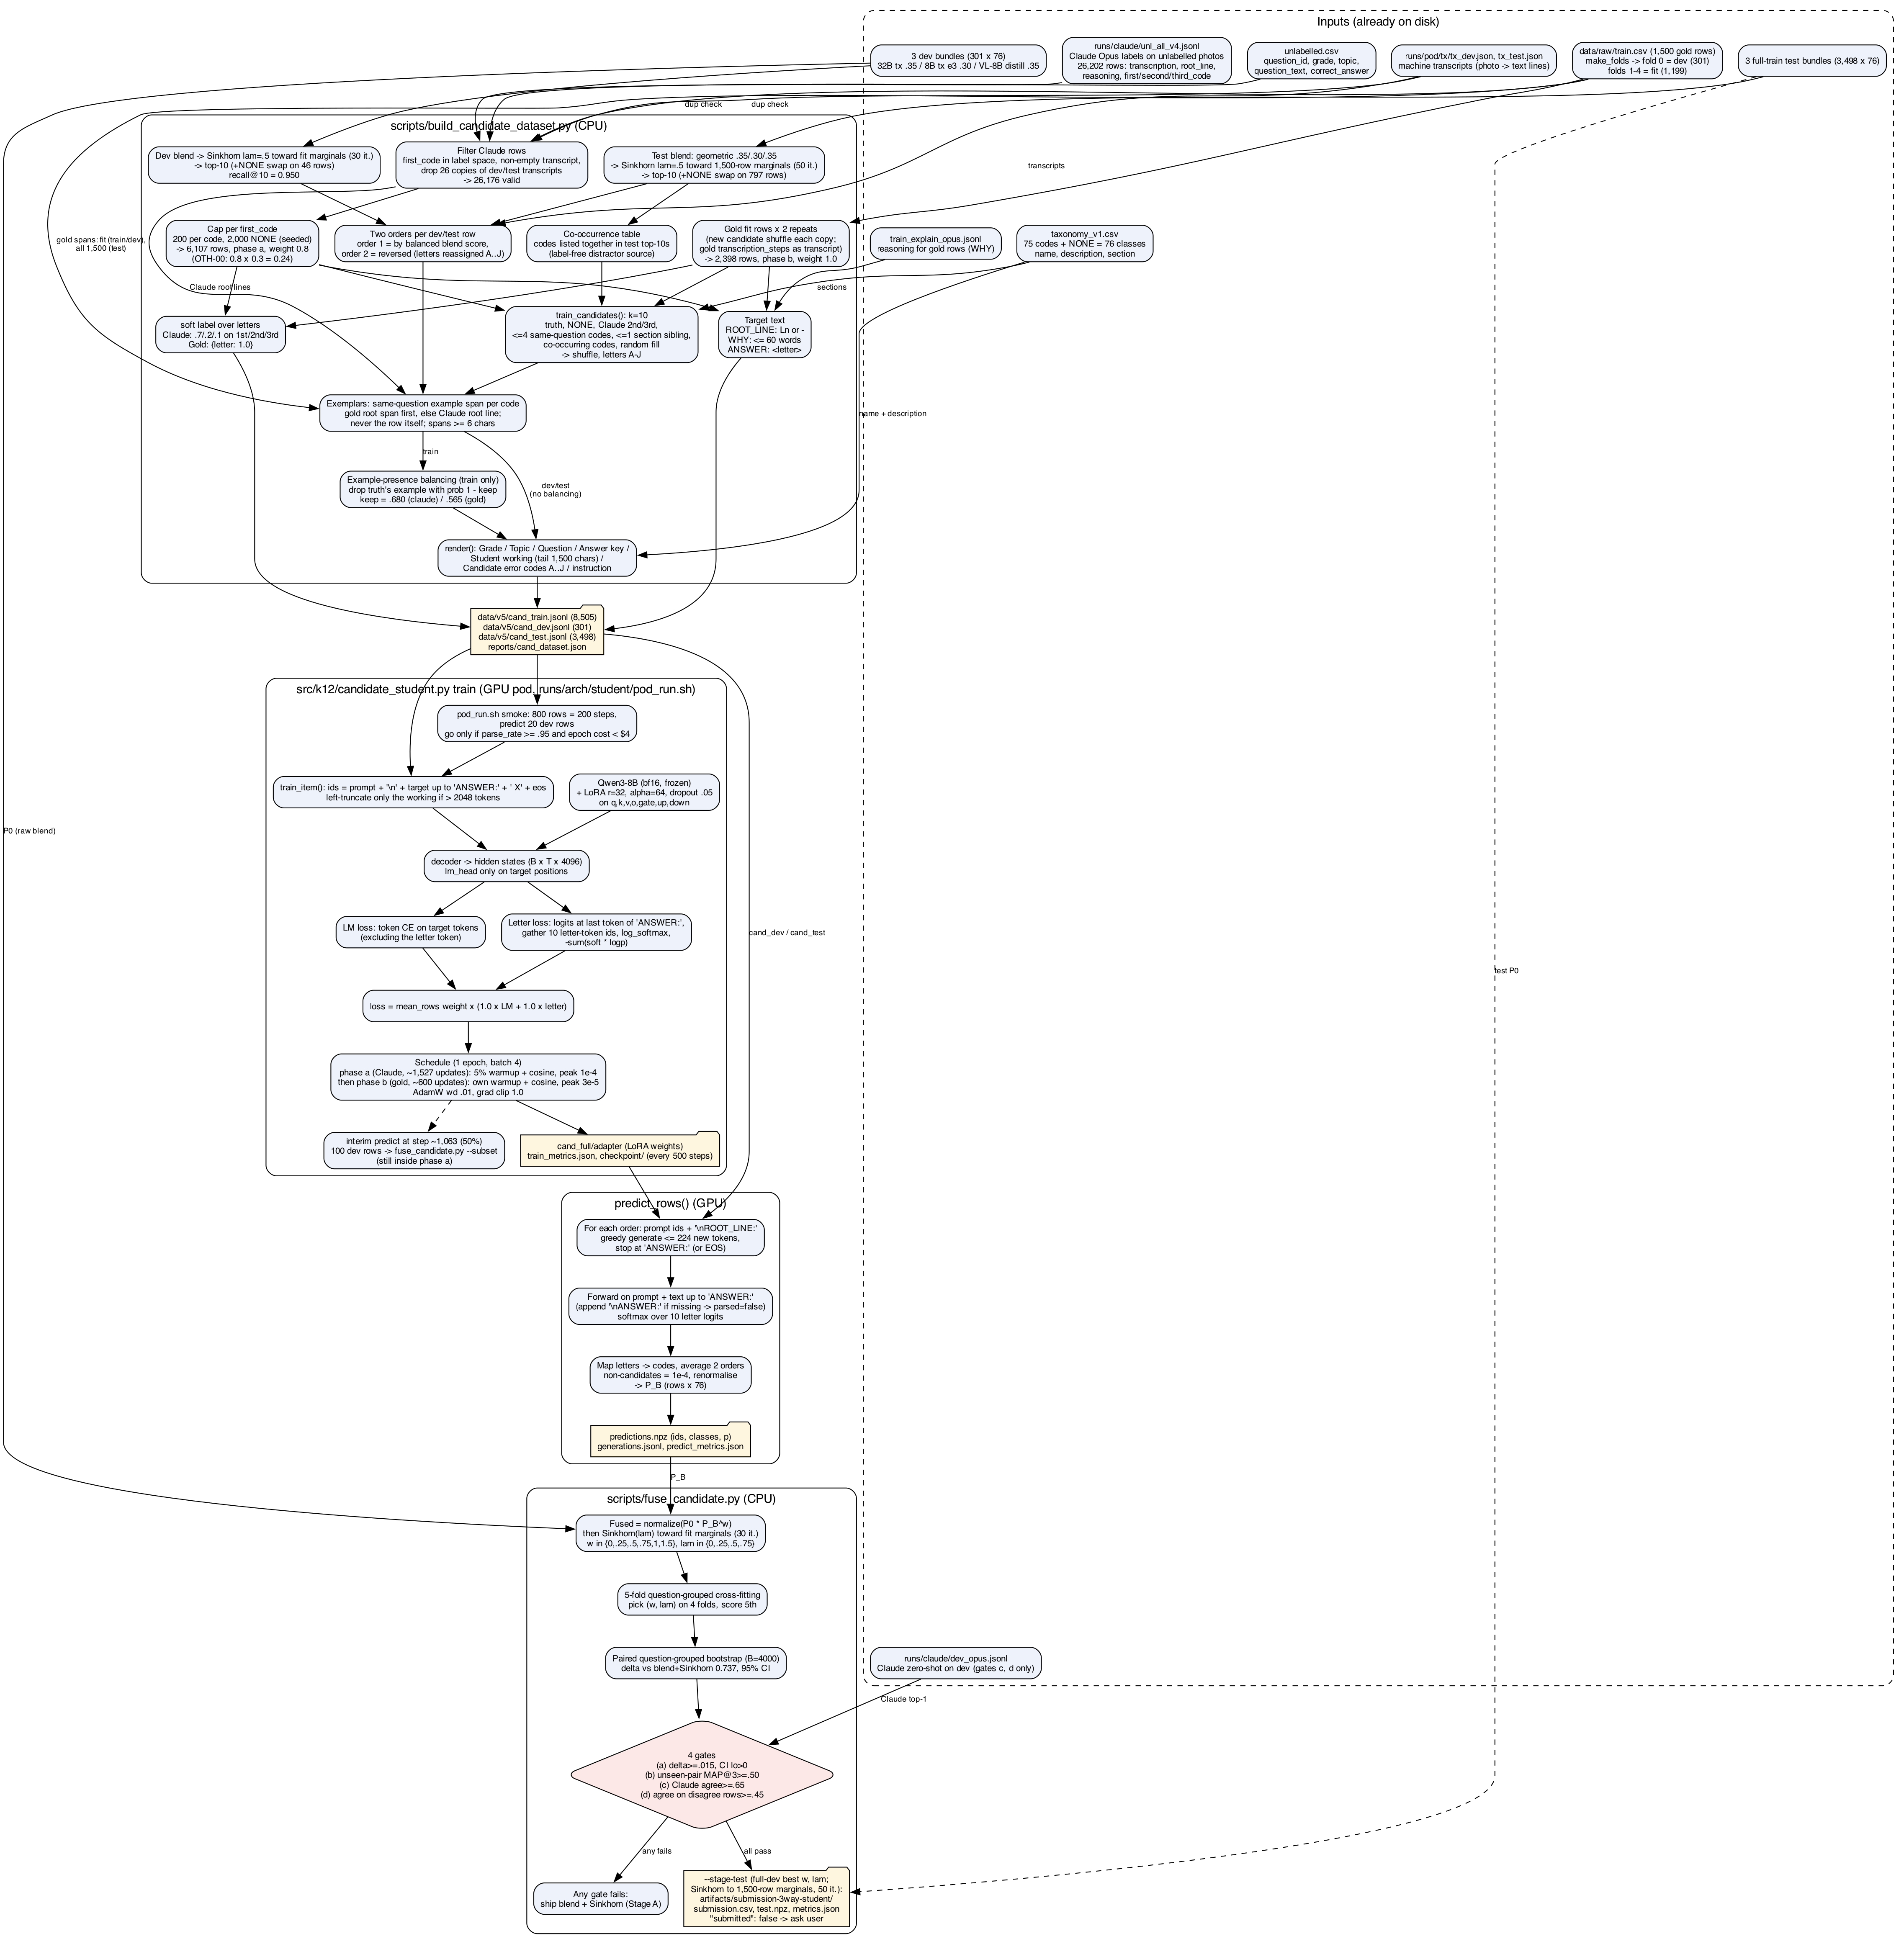 Inputs (already on disk)
3 dev bundles (301 x 76)
32B tx .35 / 8B tx e3 .30 / VL-8B distill .35
runs/claude/unl_all_v4.jsonl
Claude Opus labels on unlabelled photos
26,202 rows: transcription, root_line,
reasoning, first/second/third_code
unlabelled.csv
question_id, grade, topic,
question_text, correct_answer
runs/pod/tx/tx_dev.json, tx_test.json
machine transcripts (photo -> text lines)
data/raw/train.csv (1,500 gold rows)
make_folds -> fold 0 = dev (301)
folds 1-4 = fit (1,199)
3 full-train test bundles (3,498 x 76)
dup check
dup check
scripts/build_candidate_dataset.py (CPU)
Dev blend -> Sinkhorn lam=.5 toward fit marginals (30 it.)
-> top-10 (+NONE swap on 46 rows)
recall@10 = 0.950
Filter Claude rows
first_code in label space, non-empty transcript,
drop 26 copies of dev/test transcripts
-> 26,176 valid
Test blend: geometric .35/.30/.35
-> Sinkhorn lam=.5 toward 1,500-row marginals (50 it.)
-> top-10 (+NONE swap on 797 rows)
transcripts
gold spans: fit (train/dev),
all 1,500 (test)
Cap per first_code
200 per code, 2,000 NONE (seeded)
-> 6,107 rows, phase a, weight 0.8
(OTH-00: 0.8 x 0.3 = 0.24)
Two orders per dev/test row
order 1 = by balanced blend score,
order 2 = reversed (letters reassigned A..J)
Co-occurrence table
codes listed together in test top-10s
(label-free distractor source)
Gold fit rows x 2 repeats
(new candidate shuffle each copy;
gold transcription_steps as transcript)
-> 2,398 rows, phase b, weight 1.0
train_explain_opus.jsonl
reasoning for gold rows (WHY)
taxonomy_v1.csv
75 codes + NONE = 76 classes
name, description, section
Claude root lines
sections
soft label over letters
Claude: .7/.2/.1 on 1st/2nd/3rd
Gold: {letter: 1.0}
train_candidates(): k=10
truth, NONE, Claude 2nd/3rd,
<=4 same-question codes, <=1 section sibling,
co-occurring codes, random fill
-> shuffle, letters A-J
Target text
ROOT_LINE: Ln or -
WHY: <= 60 words
ANSWER: <letter>
Exemplars: same-question example span per code
gold root span first, else Claude root line;
never the row itself; spans >= 6 chars
name + description
train
Example-presence balancing (train only)
drop truth's example with prob 1 - keep
keep = .680 (claude) / .565 (gold)
dev/test
(no balancing)
render(): Grade / Topic / Question / Answer key /
Student working (tail 1,500 chars) /
Candidate error codes A..J / instruction
data/v5/cand_train.jsonl (8,505)
data/v5/cand_dev.jsonl (301)
data/v5/cand_test.jsonl (3,498)
reports/cand_dataset.json
src/k12/candidate_student.py train (GPU pod, runs/arch/student/pod_run.sh)
pod_run.sh smoke: 800 rows = 200 steps,
predict 20 dev rows
go only if parse_rate >= .95 and epoch cost < $4
train_item(): ids = prompt + '\n' + target up to 'ANSWER:' + ' X' + eos
left-truncate only the working if > 2048 tokens
Qwen3-8B (bf16, frozen)
+ LoRA r=32, alpha=64, dropout .05
on q,k,v,o,gate,up,down
P0 (raw blend)
decoder -> hidden states (B x T x 4096)
lm_head only on target positions
LM loss: token CE on target tokens
(excluding the letter token)
Letter loss: logits at last token of 'ANSWER:',
gather 10 letter-token ids, log_softmax,
-sum(soft * logp)
cand_dev / cand_test
test P0
loss = mean_rows weight x (1.0 x LM + 1.0 x letter)
Schedule (1 epoch, batch 4)
phase a (Claude, ~1,527 updates): 5% warmup + cosine, peak 1e-4
then phase b (gold, ~600 updates): own warmup + cosine, peak 3e-5
AdamW wd .01, grad clip 1.0
interim predict at step ~1,063 (50%)
100 dev rows -> fuse_candidate.py --subset
(still inside phase a)
cand_full/adapter (LoRA weights)
train_metrics.json, checkpoint/ (every 500 steps)
predict_rows() (GPU)
For each order: prompt ids + '\nROOT_LINE:'
greedy generate <= 224 new tokens,
stop at 'ANSWER:' (or EOS)
Forward on prompt + text up to 'ANSWER:'
(append '\nANSWER:' if missing -> parsed=false)
softmax over 10 letter logits
Map letters -> codes, average 2 orders
non-candidates = 1e-4, renormalise
-> P_B (rows x 76)
predictions.npz (ids, classes, p)
generations.jsonl, predict_metrics.json
P_B
scripts/fuse_candidate.py (CPU)
Fused = normalize(P0 * P_B^w)
then Sinkhorn(lam) toward fit marginals (30 it.)
w in {0,.25,.5,.75,1,1.5}, lam in {0,.25,.5,.75}
5-fold question-grouped cross-fitting
pick (w, lam) on 4 folds, score 5th
Paired question-grouped bootstrap (B=4000)
delta vs blend+Sinkhorn 0.737, 95% CI
runs/claude/dev_opus.jsonl
Claude zero-shot on dev (gates c, d only)
Claude top-1
4 gates
(a) delta>=.015, CI lo>0
(b) unseen-pair MAP@3>=.50
(c) Claude agree>=.65
(d) agree on disagree rows>=.45
any fails
all pass
Any gate fails:
ship blend + Sinkhorn (Stage A)
--stage-test (full-dev best w, lam;
Sinkhorn to 1,500-row marginals, 50 it.):
artifacts/submission-3way-student/
submission.csv, test.npz, metrics.json
"submitted": false -> ask user